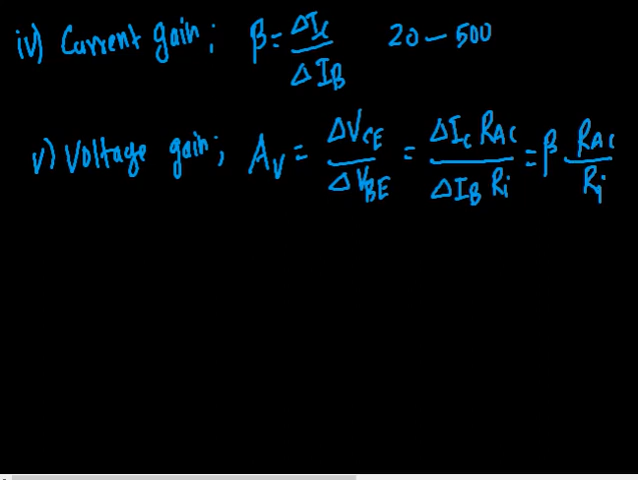 iv) Current gain; β = ΔIc / ΔIB 20 – 500
v) Voltage gain; AV = ΔVCE / ΔVBE = ΔIc RAC / ΔIB Ri = β RAC / Ri